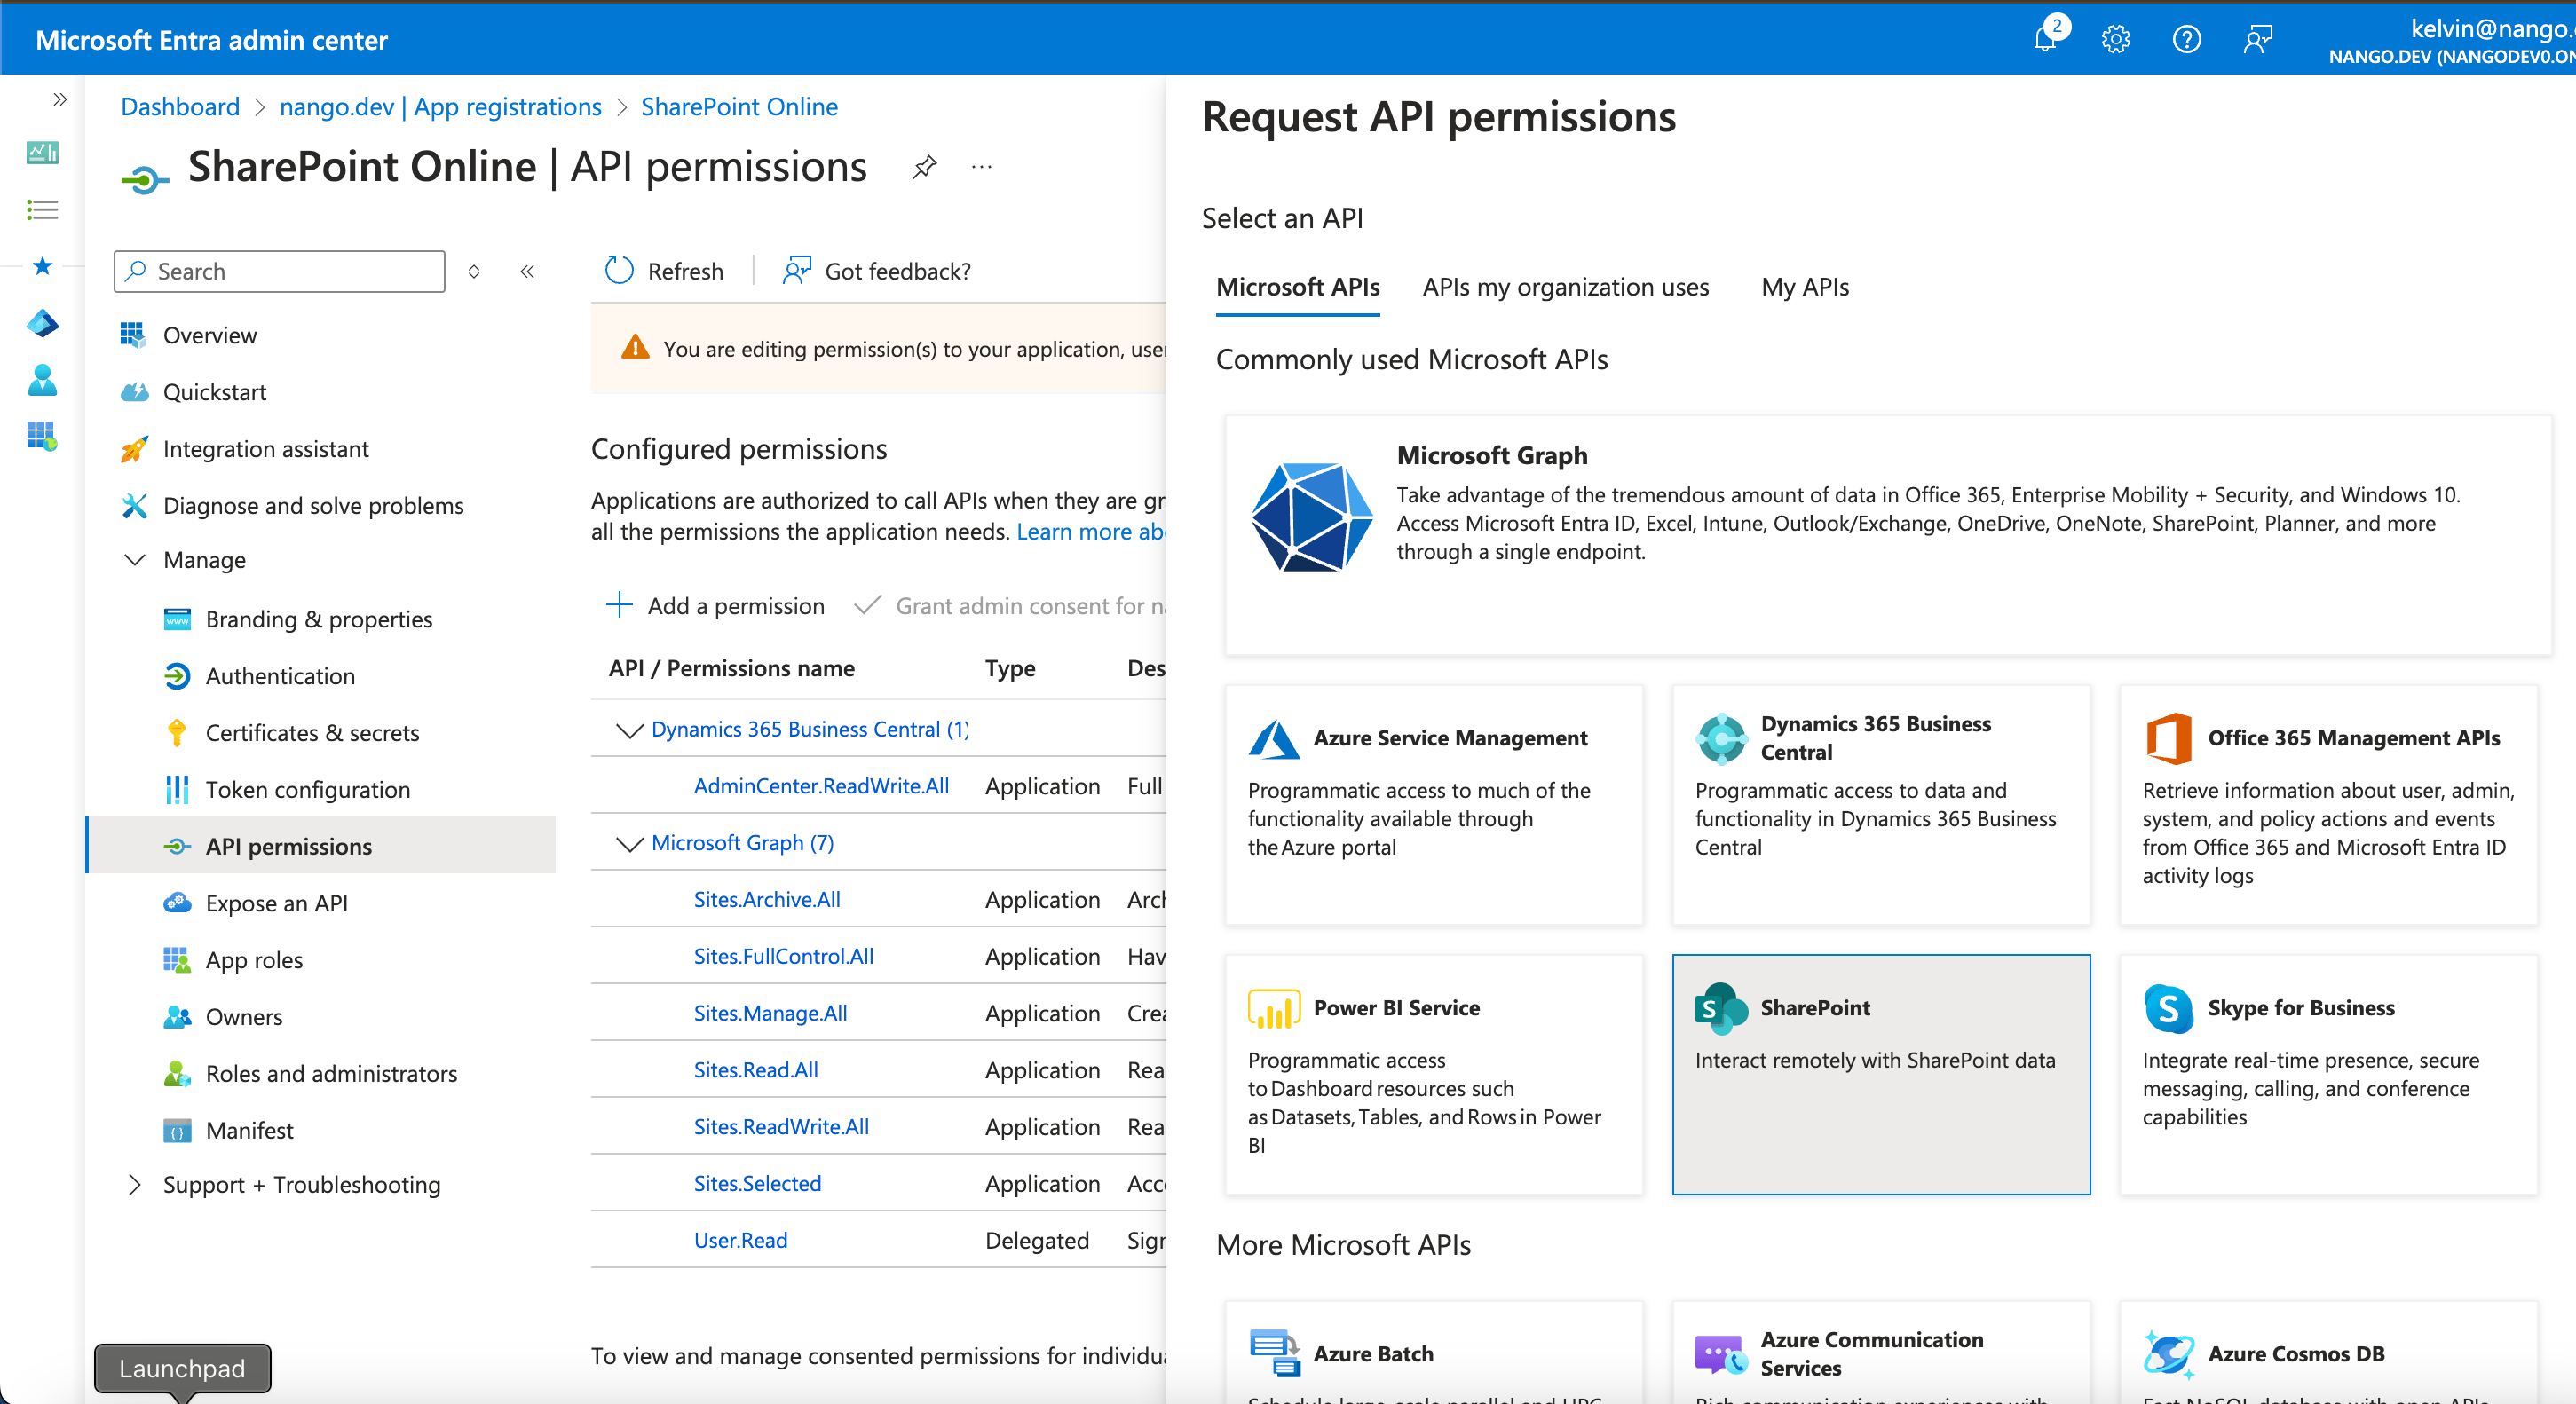 Microsoft Entra admin center
2
kelvin@nango.
NANGO.DEV (NANGODEV0.ON
Dashboard > nango.dev | App registrations > SharePoint Online
SharePoint Online | API permissions
Search
Refresh
Got feedback?
Overview
Quickstart
Integration assistant
Diagnose and solve problems
Manage
Branding & properties
Authentication
Certificates & secrets
Token configuration
API permissions
Expose an API
App roles
Owners
Roles and administrators
Manifest
Support + Troubleshooting
Launchpad
You are editing permission(s) to your application, user
Configured permissions
Applications are authorized to call APIs when they are gr
all the permissions the application needs. Learn more abo
Add a permission
Grant admin consent for na
API / Permissions name Type Des
Dynamics 365 Business Central (1)
AdminCenter.ReadWrite.All Application Full
Microsoft Graph (7)
Sites.Archive.All Application Arch
Sites.FullControl.All Application Hav
Sites.Manage.All Application Crea
Sites.Read.All Application Rea
Sites.ReadWrite.All Application Rea
Sites.Selected Application Acce
User.Read Delegated Sign
To view and manage consented permissions for individua
Request API permissions
Select an API
Microsoft APIs
APIs my organization uses
My APIs
Commonly used Microsoft APIs
Microsoft Graph
Take advantage of the tremendous amount of data in Office 365, Enterprise Mobility + Security, and Windows 10.
Access Microsoft Entra ID, Excel, Intune, Outlook/Exchange, OneDrive, OneNote, SharePoint, Planner, and more
through a single endpoint.
Azure Service Management
Programmatic access to much of the
functionality available through
the Azure portal
Dynamics 365 Business
Central
Programmatic access to data and
functionality in Dynamics 365 Business
Central
Office 365 Management APIs
Retrieve information about user, admin,
system, and policy actions and events
from Office 365 and Microsoft Entra ID
activity logs
Power BI Service
Programmatic access
to Dashboard resources such
as Datasets, Tables, and Rows in Power
BI
SharePoint
Interact remotely with SharePoint data
Skype for Business
Integrate real-time presence, secure
messaging, calling, and conference
capabilities
More Microsoft APIs
Azure Batch
Azure Communication
Services
Azure Cosmos DB